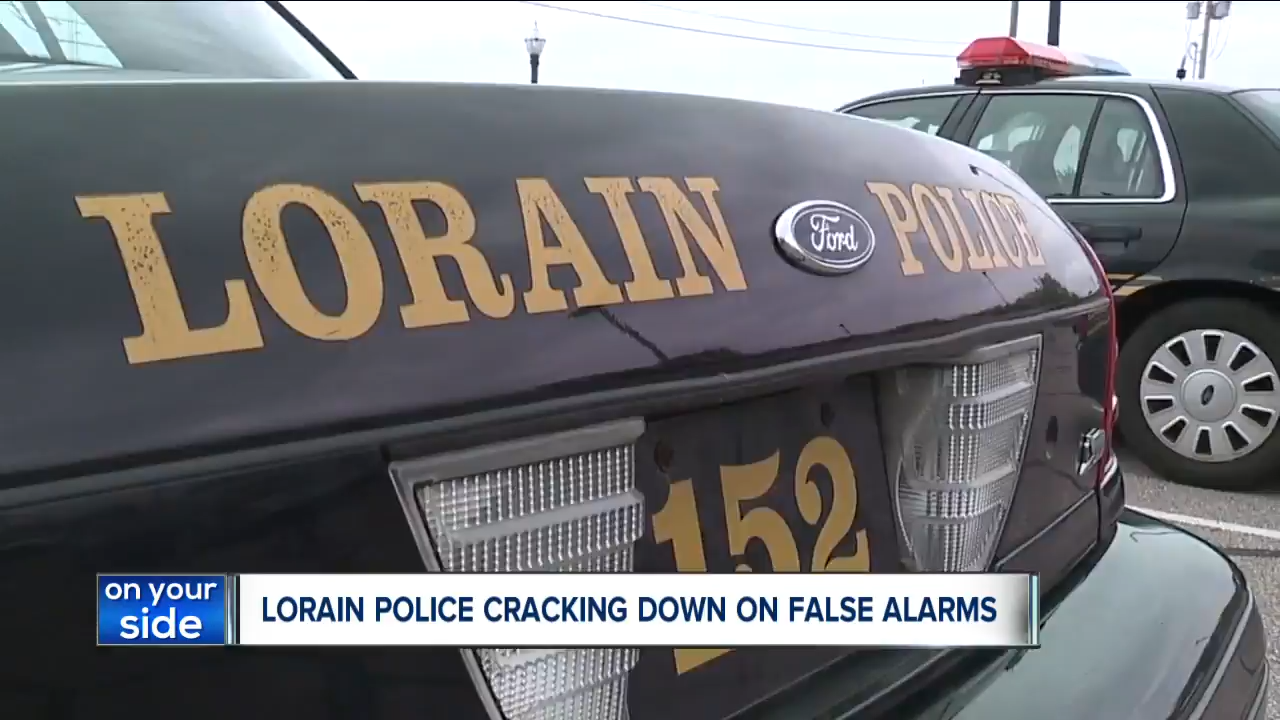 LORAIN Ford POLICE
152
on your
side
LORAIN POLICE CRACKING DOWN ON FALSE ALARMS